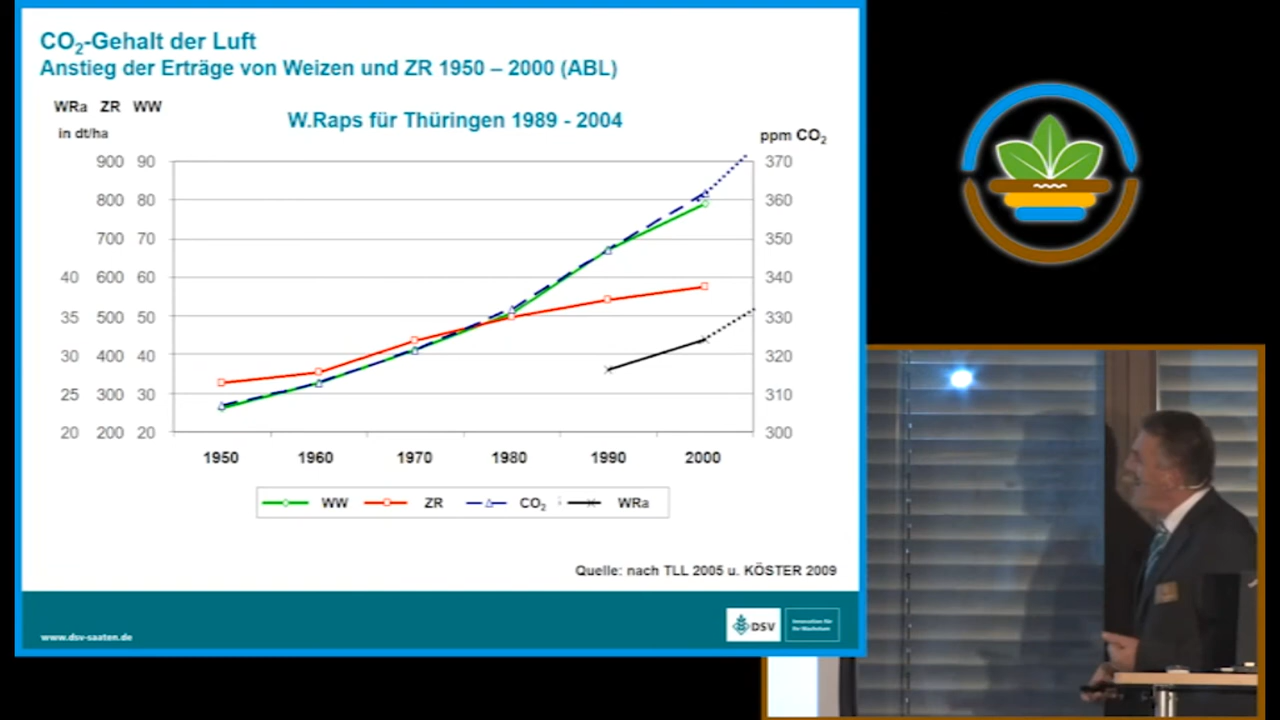 CO₂-Gehalt der Luft
Anstieg der Erträge von Weizen und ZR 1950 – 2000 (ABL)
WRa ZR WW
W.Raps für Thüringen 1989 - 2004
in dt/ha
ppm CO₂
900 90 370
800 80 360
700 70 350
40 600 60 340
35 500 50 330
30 400 40 320
25 300 30 310
20 200 20 300
1950 1960 1970 1980 1990 2000
WW ZR CO₂ WRa
Quelle: nach TLL 2005 u. KÖSTER 2009
www.dsv-saaten.de
DSV
Innovation für
Ihr Wachstum